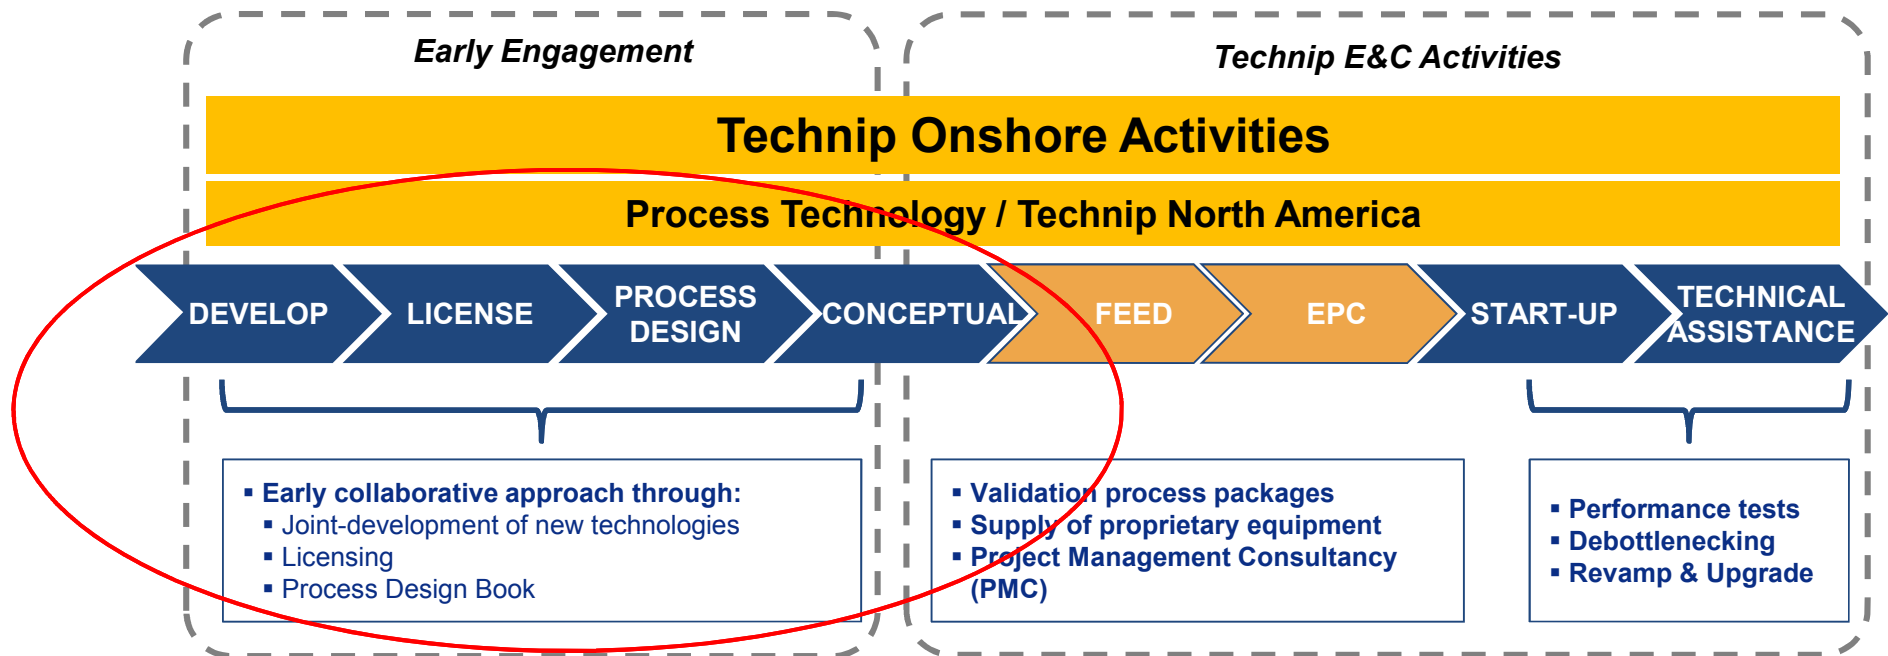 Early Engagement
Technip E&C Activities
Technip Onshore Activities
Process Technology / Technip North America
DEVELOP
LICENSE
PROCESS
DESIGN
CONCEPTUAL
FEED
EPC
START-UP
TECHNICAL
ASSISTANCE
▪ Early collaborative approach through:
▪ Joint-development of new technologies
▪ Licensing
▪ Process Design Book
▪ Validation process packages
▪ Supply of proprietary equipment
▪ Project Management Consultancy
(PMC)
▪ Performance tests
▪ Debottlenecking
▪ Revamp & Upgrade